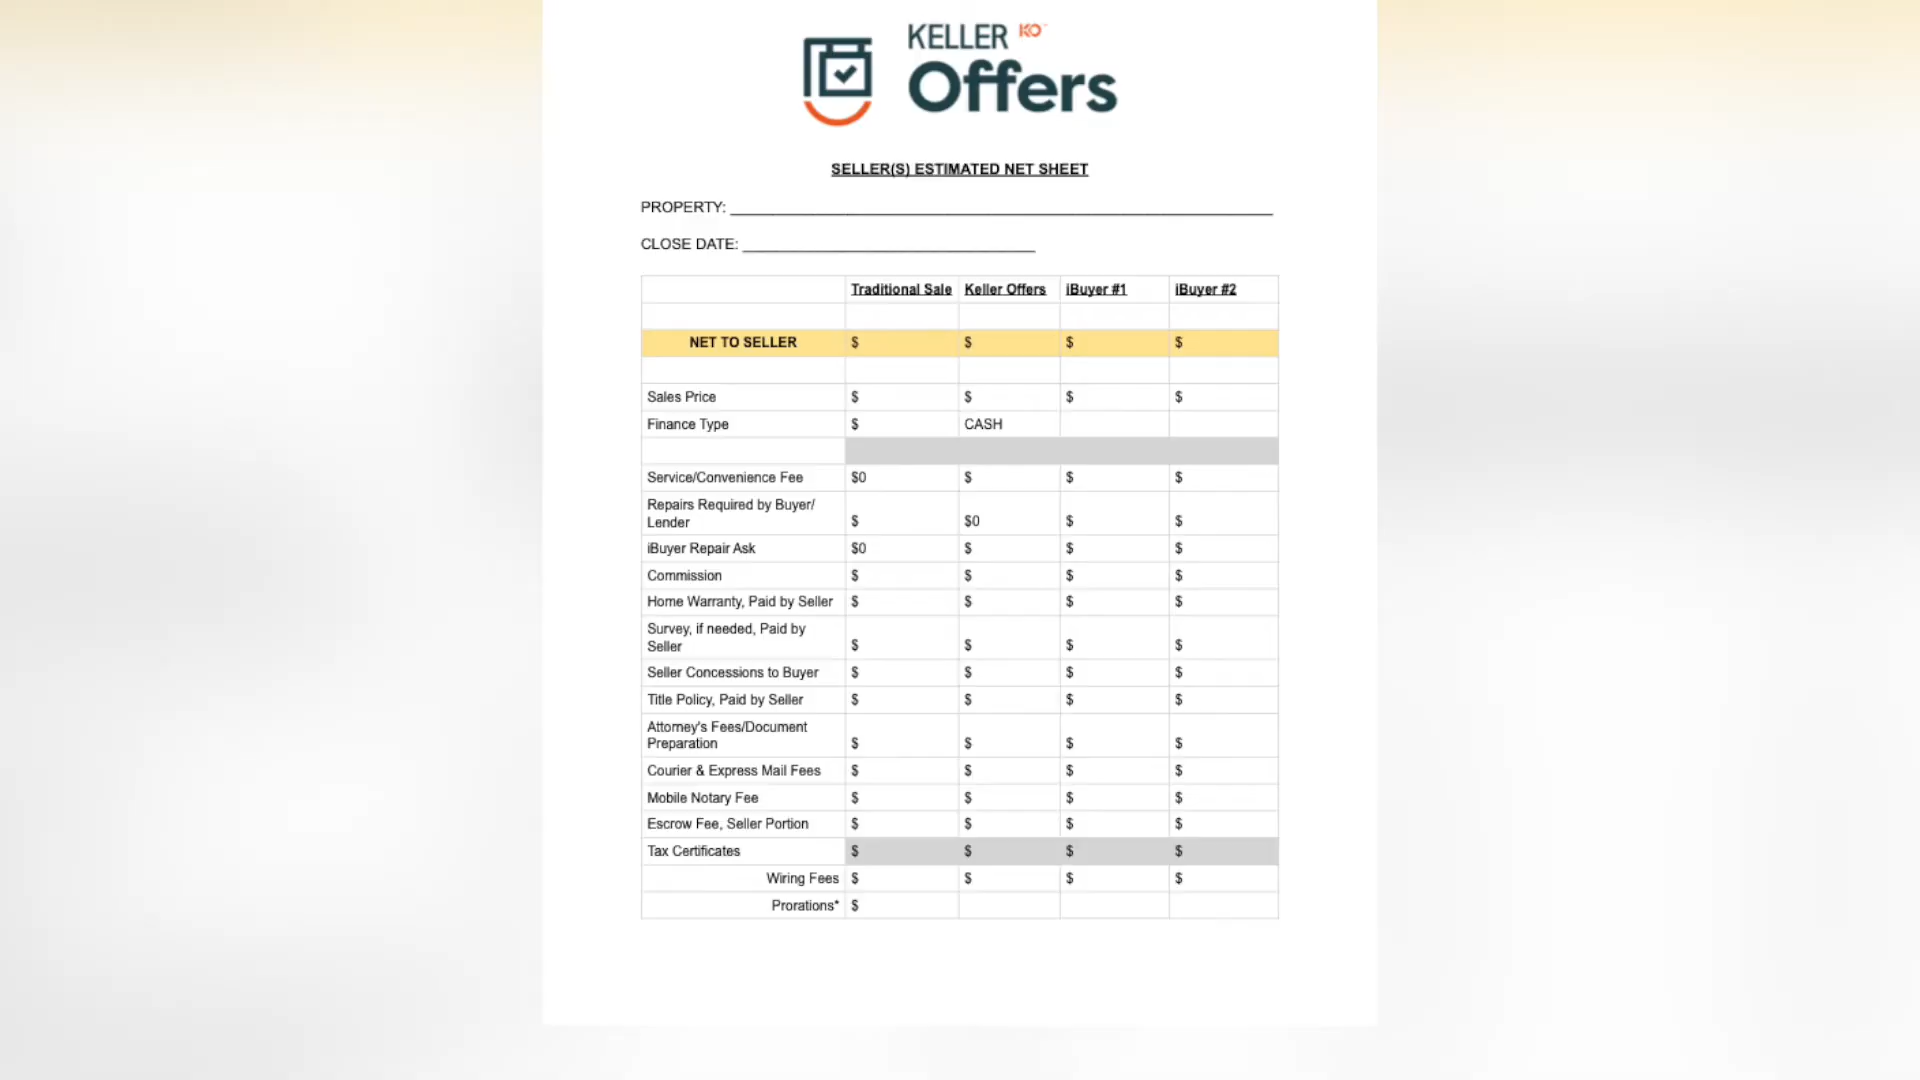 KELLER KO
Offers
SELLER(S) ESTIMATED NET SHEET
PROPERTY: ________________________________________________________________
CLOSE DATE: __________________________________
Traditional Sale Keller Offers iBuyer #1 iBuyer #2
NET TO SELLER $ $ $ $
Sales Price $ $ $ $
Finance Type $ CASH
Service/Convenience Fee $0 $ $ $
Repairs Required by Buyer/
Lender $ $0 $ $
iBuyer Repair Ask $0 $ $ $
Commission $ $ $ $
Home Warranty, Paid by Seller $ $ $ $
Survey, if needed, Paid by
Seller $ $ $ $
Seller Concessions to Buyer $ $ $ $
Title Policy, Paid by Seller $ $ $ $
Attorney's Fees/Document
Preparation $ $ $ $
Courier & Express Mail Fees $ $ $ $
Mobile Notary Fee $ $ $ $
Escrow Fee, Seller Portion $ $ $ $
Tax Certificates $ $ $ $
Wiring Fees $ $ $ $
Prorations* $